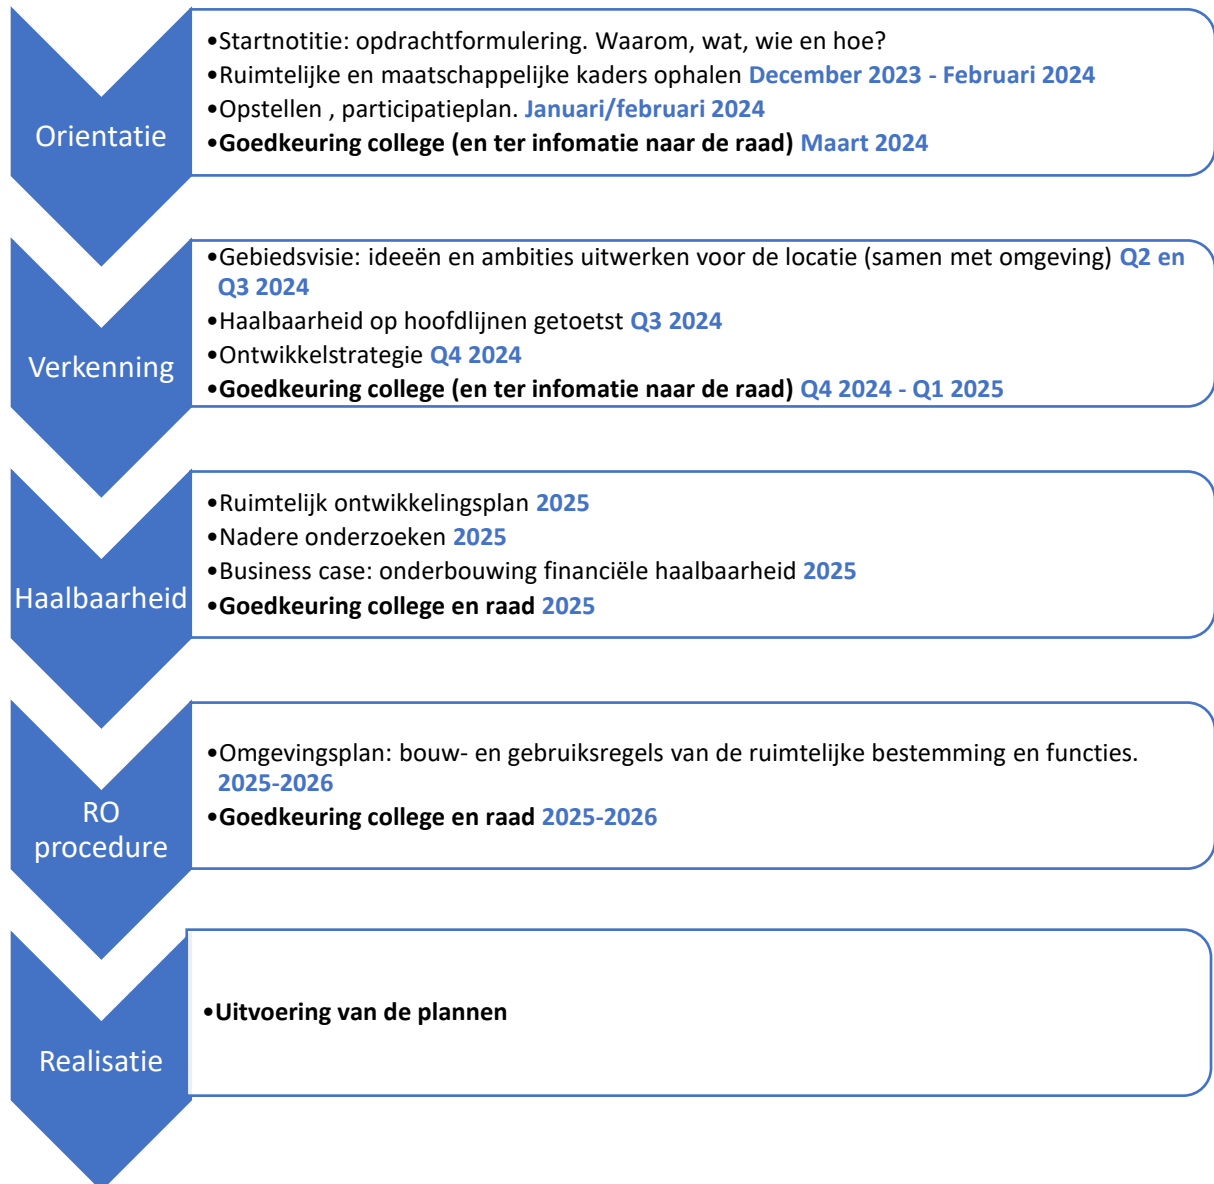 Orientatie
•Startnotitie: opdrachtformulering. Waarom, wat, wie en hoe?
•Ruimtelijke en maatschappelijke kaders ophalen December 2023 - Februari 2024
•Opstellen , participatieplan. Januari/februari 2024
•Goedkeuring college (en ter infomatie naar de raad) Maart 2024
Verkenning
•Gebiedsvisie: ideeën en ambities uitwerken voor de locatie (samen met omgeving) Q2 en
Q3 2024
•Haalbaarheid op hoofdlijnen getoetst Q3 2024
•Ontwikkelstrategie Q4 2024
•Goedkeuring college (en ter infomatie naar de raad) Q4 2024 - Q1 2025
Haalbaarheid
•Ruimtelijk ontwikkelingsplan 2025
•Nadere onderzoeken 2025
•Business case: onderbouwing financiële haalbaarheid 2025
•Goedkeuring college en raad 2025
RO
procedure
•Omgevingsplan: bouw- en gebruiksregels van de ruimtelijke bestemming en functies.
2025-2026
•Goedkeuring college en raad 2025-2026
Realisatie
•Uitvoering van de plannen